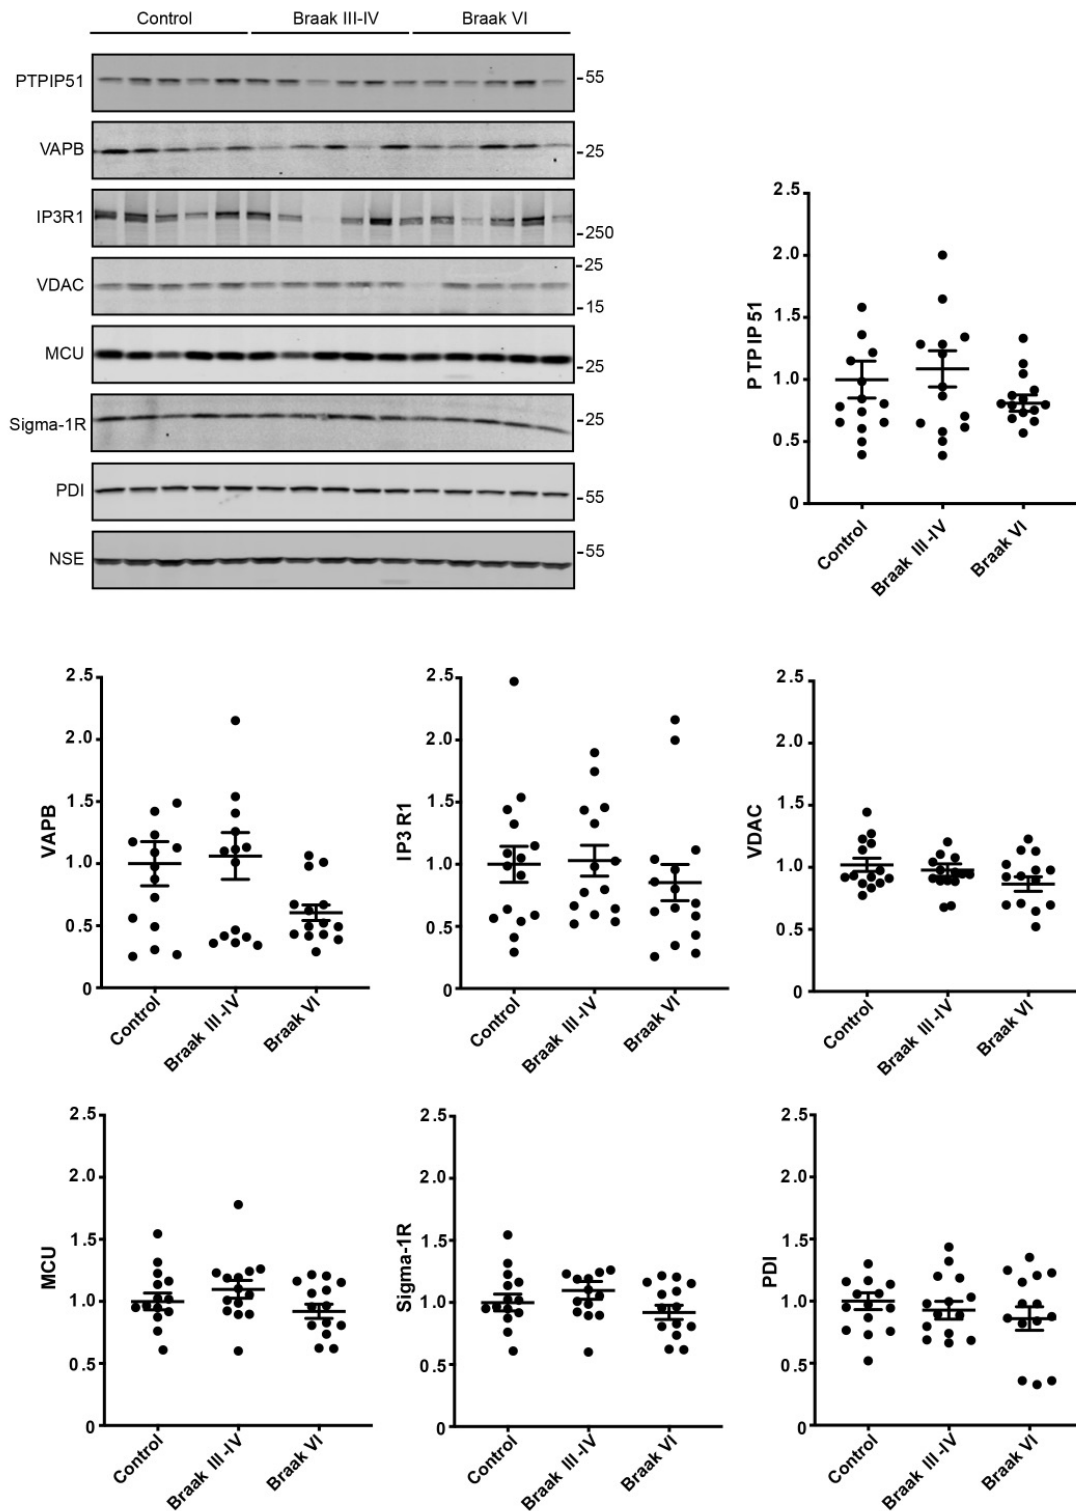 Control Braak III-IV Braak VI
PTPIP51 -55
VAPB -25
IP3R1 -250
VDAC -25
-15
MCU -25
Sigma-1R -25
PDI -55
NSE -55
PTPIP51
2.5
2.0
1.5
1.0
0.5
0
Control Braak III-IV Braak VI
VAPB
2.5
2.0
1.5
1.0
0.5
0
Control Braak III-IV Braak VI
IP3R1
2.5
2.0
1.5
1.0
0.5
0
Control Braak III-IV Braak VI
VDAC
2.5
2.0
1.5
1.0
0.5
0
Control Braak III-IV Braak VI
MCU
2.5
2.0
1.5
1.0
0.5
0
Control Braak III-IV Braak VI
Sigma-1R
2.5
2.0
1.5
1.0
0.5
0
Control Braak III-IV Braak VI
PDI
2.5
2.0
1.5
1.0
0.5
0
Control Braak III-IV Braak VI